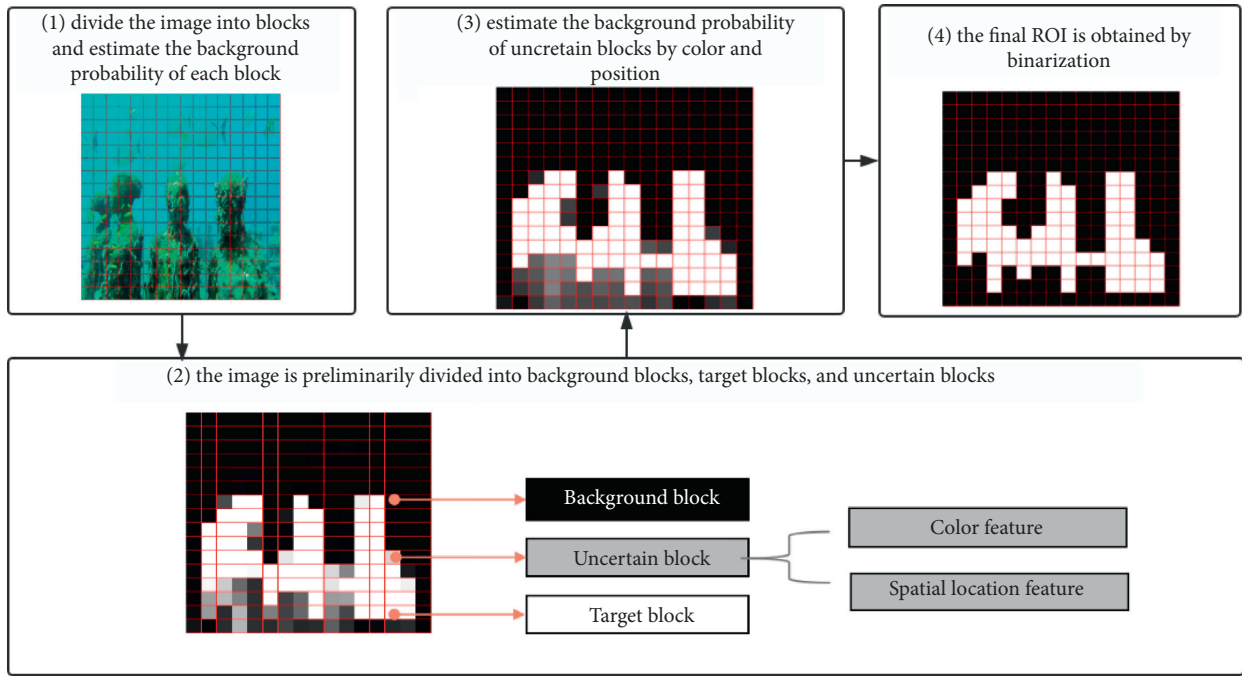 (1) divide the image into blocks
and estimate the background
probability of each block
(3) estimate the background probability
of uncretain blocks by color and
position
(4) the final ROI is obtained by
binarization
(2) the image is preliminarily divided into background blocks, target blocks, and uncertain blocks
Background block
Uncertain block
Target block
Color feature
Spatial location feature